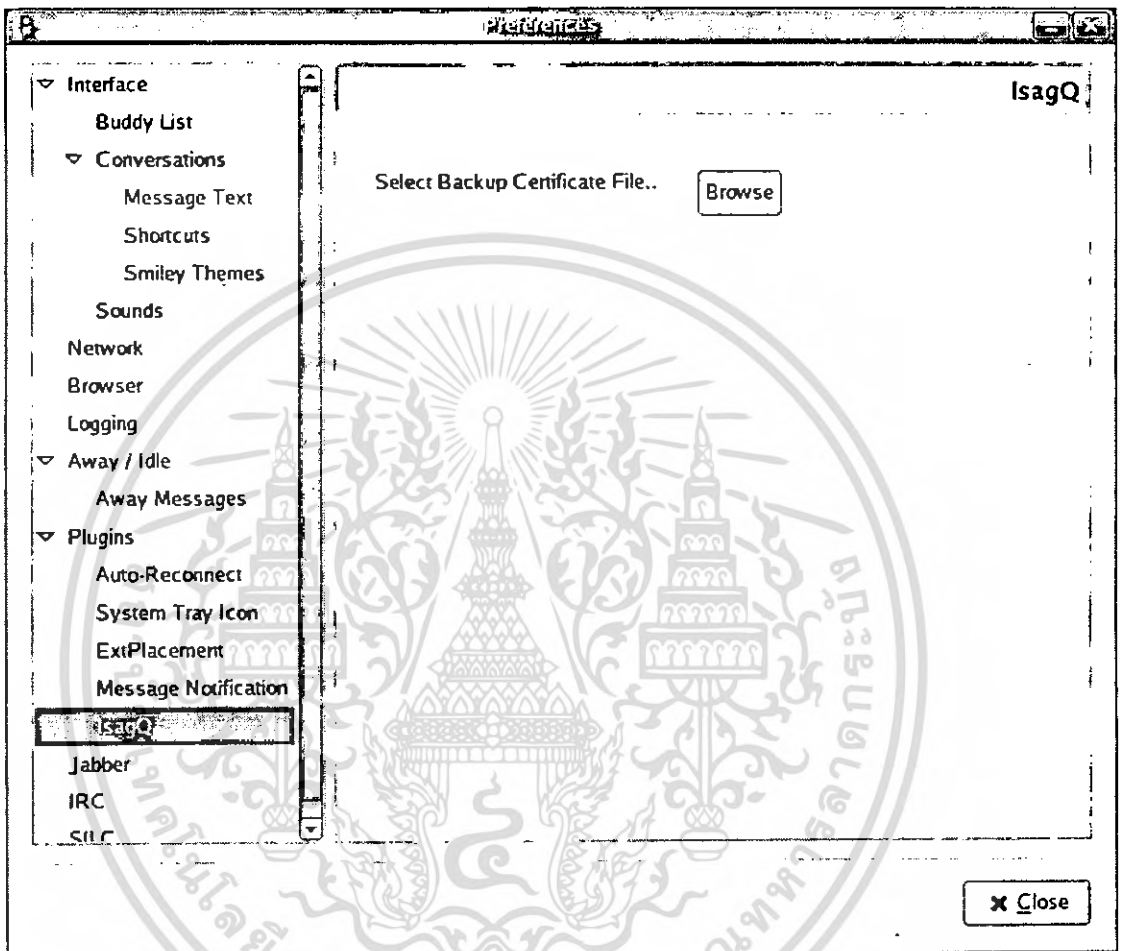 Preferences
IsagQ
Interface
Buddy List
Conversations
Message Text
Shortcuts
Smiley Themes
Sounds
Network
Browser
Logging
Away / Idle
Away Messages
Plugins
Auto-Reconnect
System Tray Icon
ExtPlacement
Message Notification
IsagQ
Jabber
IRC
SILC
Select Backup Certificate File..
Browse
Close